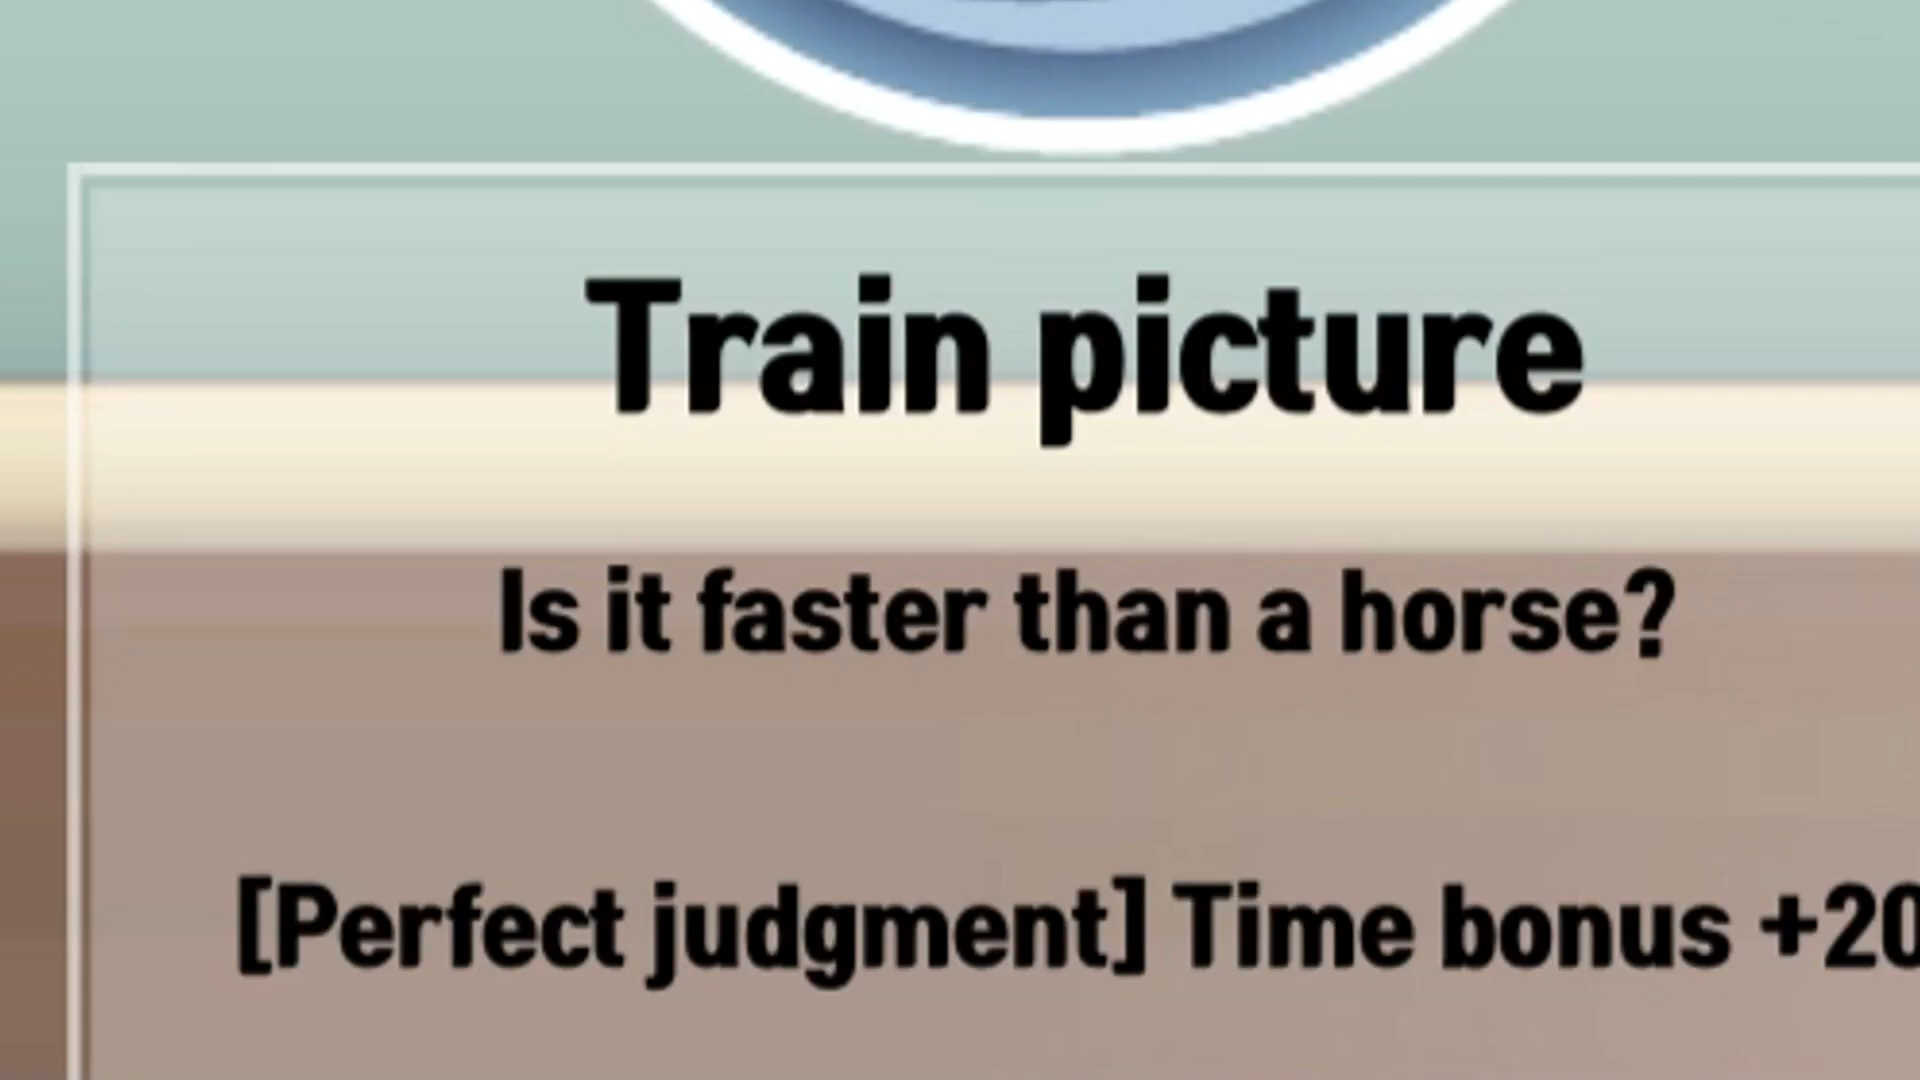 Train picture
Is it faster than a horse?
[Perfect judgment] Time bonus +20